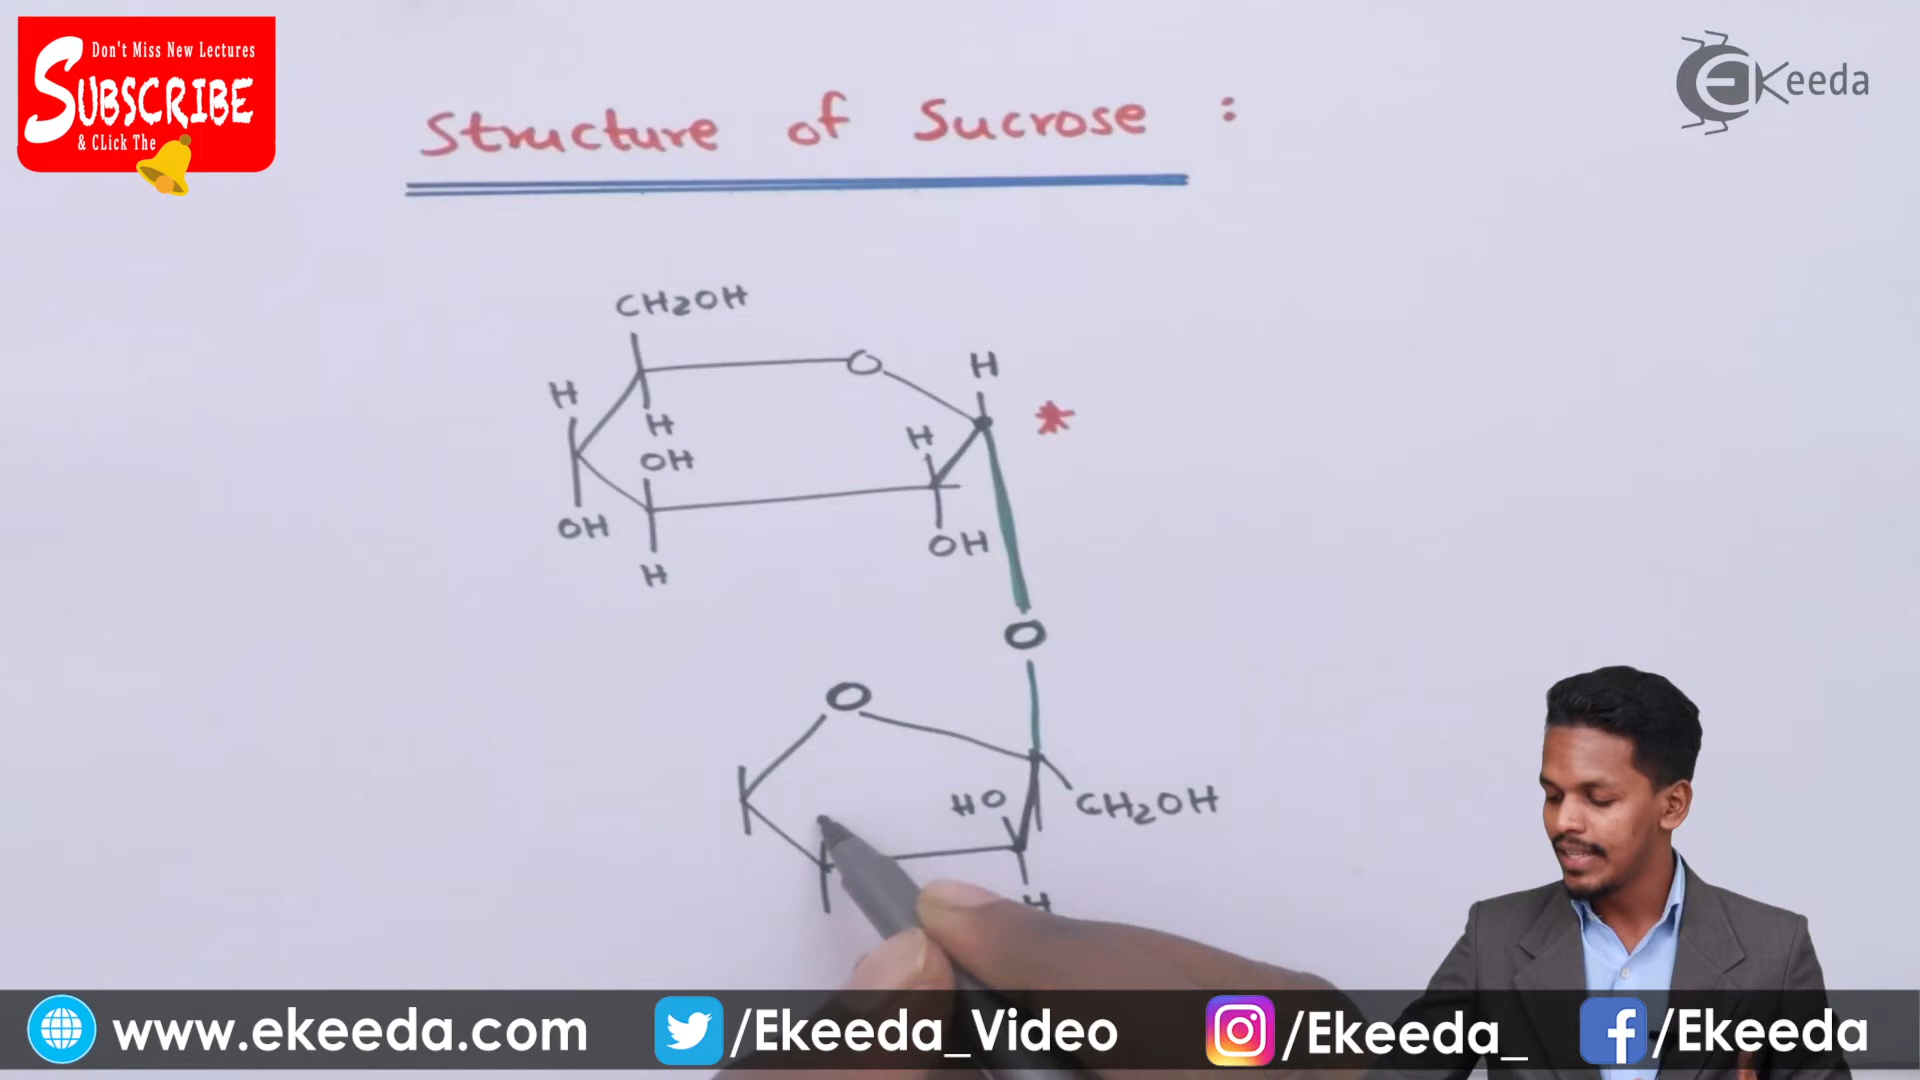 Don't Miss New Lectures
SUBSCRIBE
& CLick The
EKeeda
Structure of Sucrose :
CH2OH
O
H
H
*
H
H
OH
OH
OH
H
O
O
HO
CH2OH
H
www.ekeeda.com
/Ekeeda_Video
/Ekeeda_
/Ekeeda